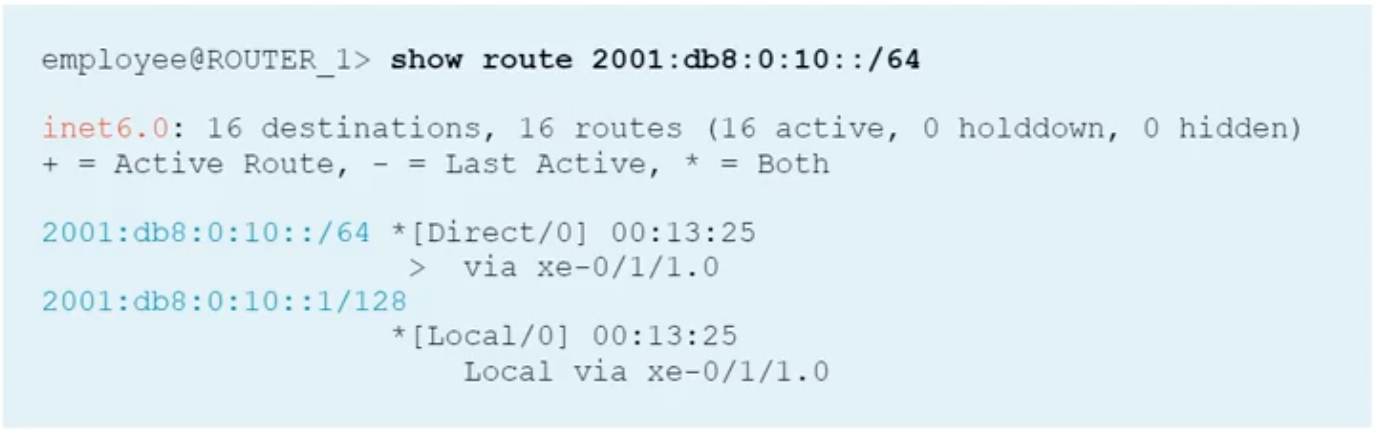 employee@ROUTER_1> show route 2001:db8:0:10::/64
inet6.0: 16 destinations, 16 routes (16 active, 0 holddown, 0 hidden)
+ = Active Route, - = Last Active, * = Both
2001:db8:0:10::/64 *[Direct/0] 00:13:25
> via xe-0/1/1.0
2001:db8:0:10::1/128
*[Local/0] 00:13:25
Local via xe-0/1/1.0